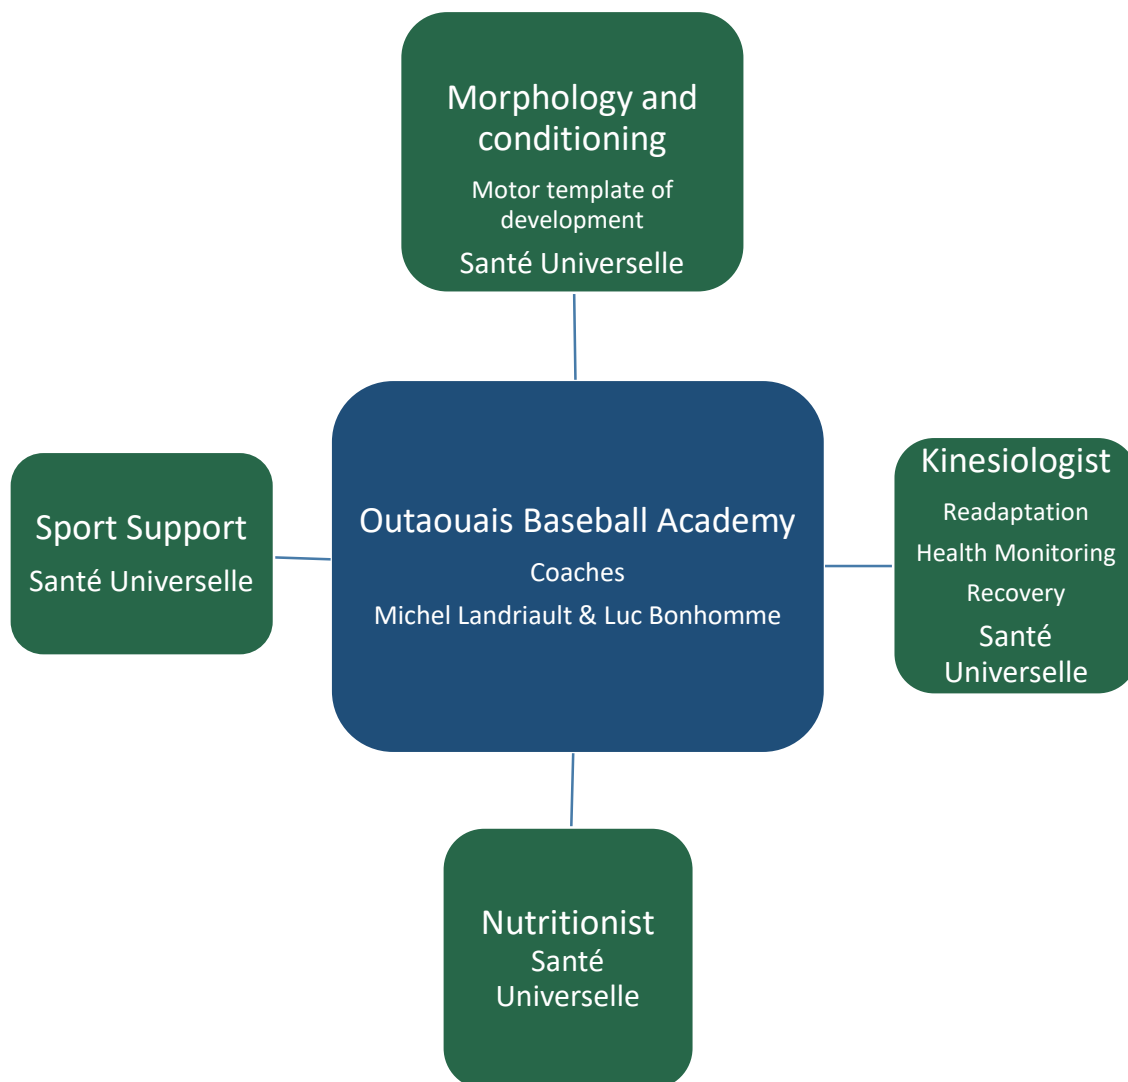 Morphology and
conditioning
Motor template of
development
Santé Universelle
Sport Support
Santé Universelle
Outaouais Baseball Academy
Coaches
Michel Landriault & Luc Bonhomme
Kinesiologist
Readaptation
Health Monitoring
Recovery
Santé
Universelle
Nutritionist
Santé
Universelle